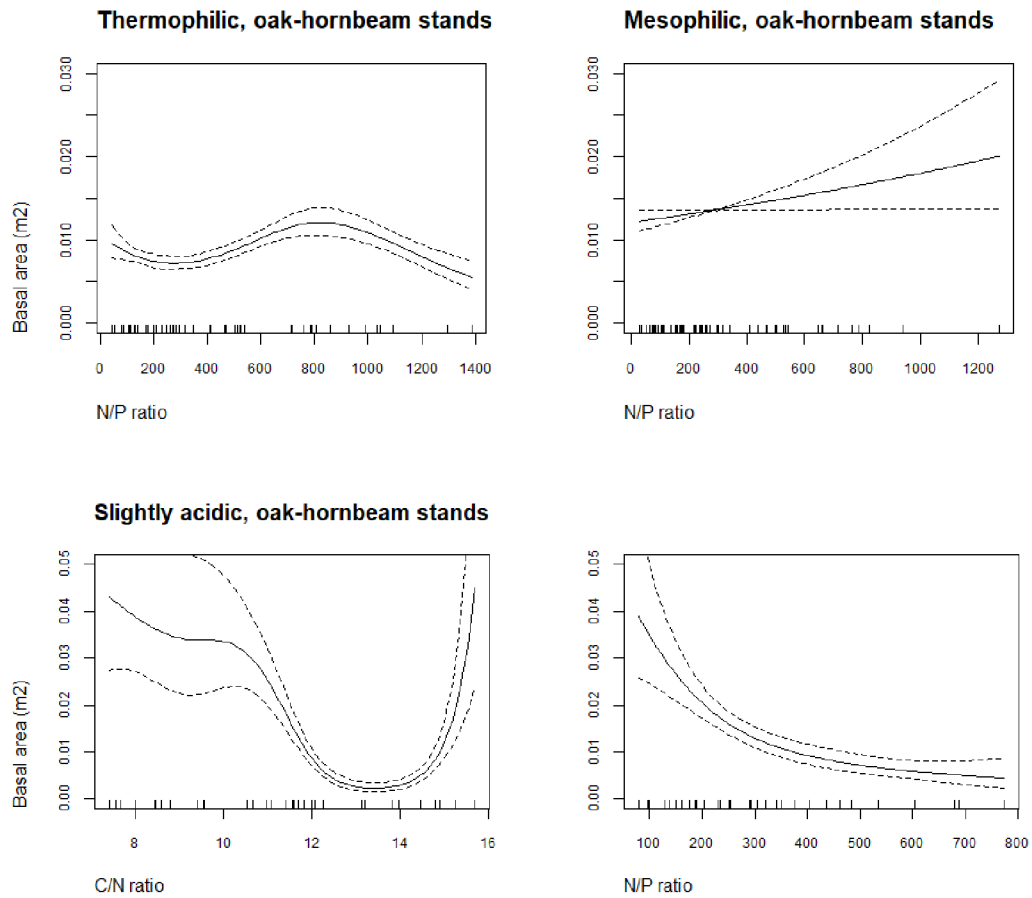 Thermophilic, oak-hornbeam stands
Mesophilic, oak-hornbeam stands
Basal area (m2)
0.030
0.020
0.010
0.000
0 200 400 600 800 1000 1200 1400
N/P ratio
0.030
0.020
0.010
0.000
0 200 400 600 800 1000 1200
N/P ratio
Slightly acidic, oak-hornbeam stands
Basal area (m2)
0.05
0.04
0.03
0.02
0.01
0.00
8 10 12 14 16
C/N ratio
0.05
0.04
0.03
0.02
0.01
0.00
100 200 300 400 500 600 700 800
N/P ratio